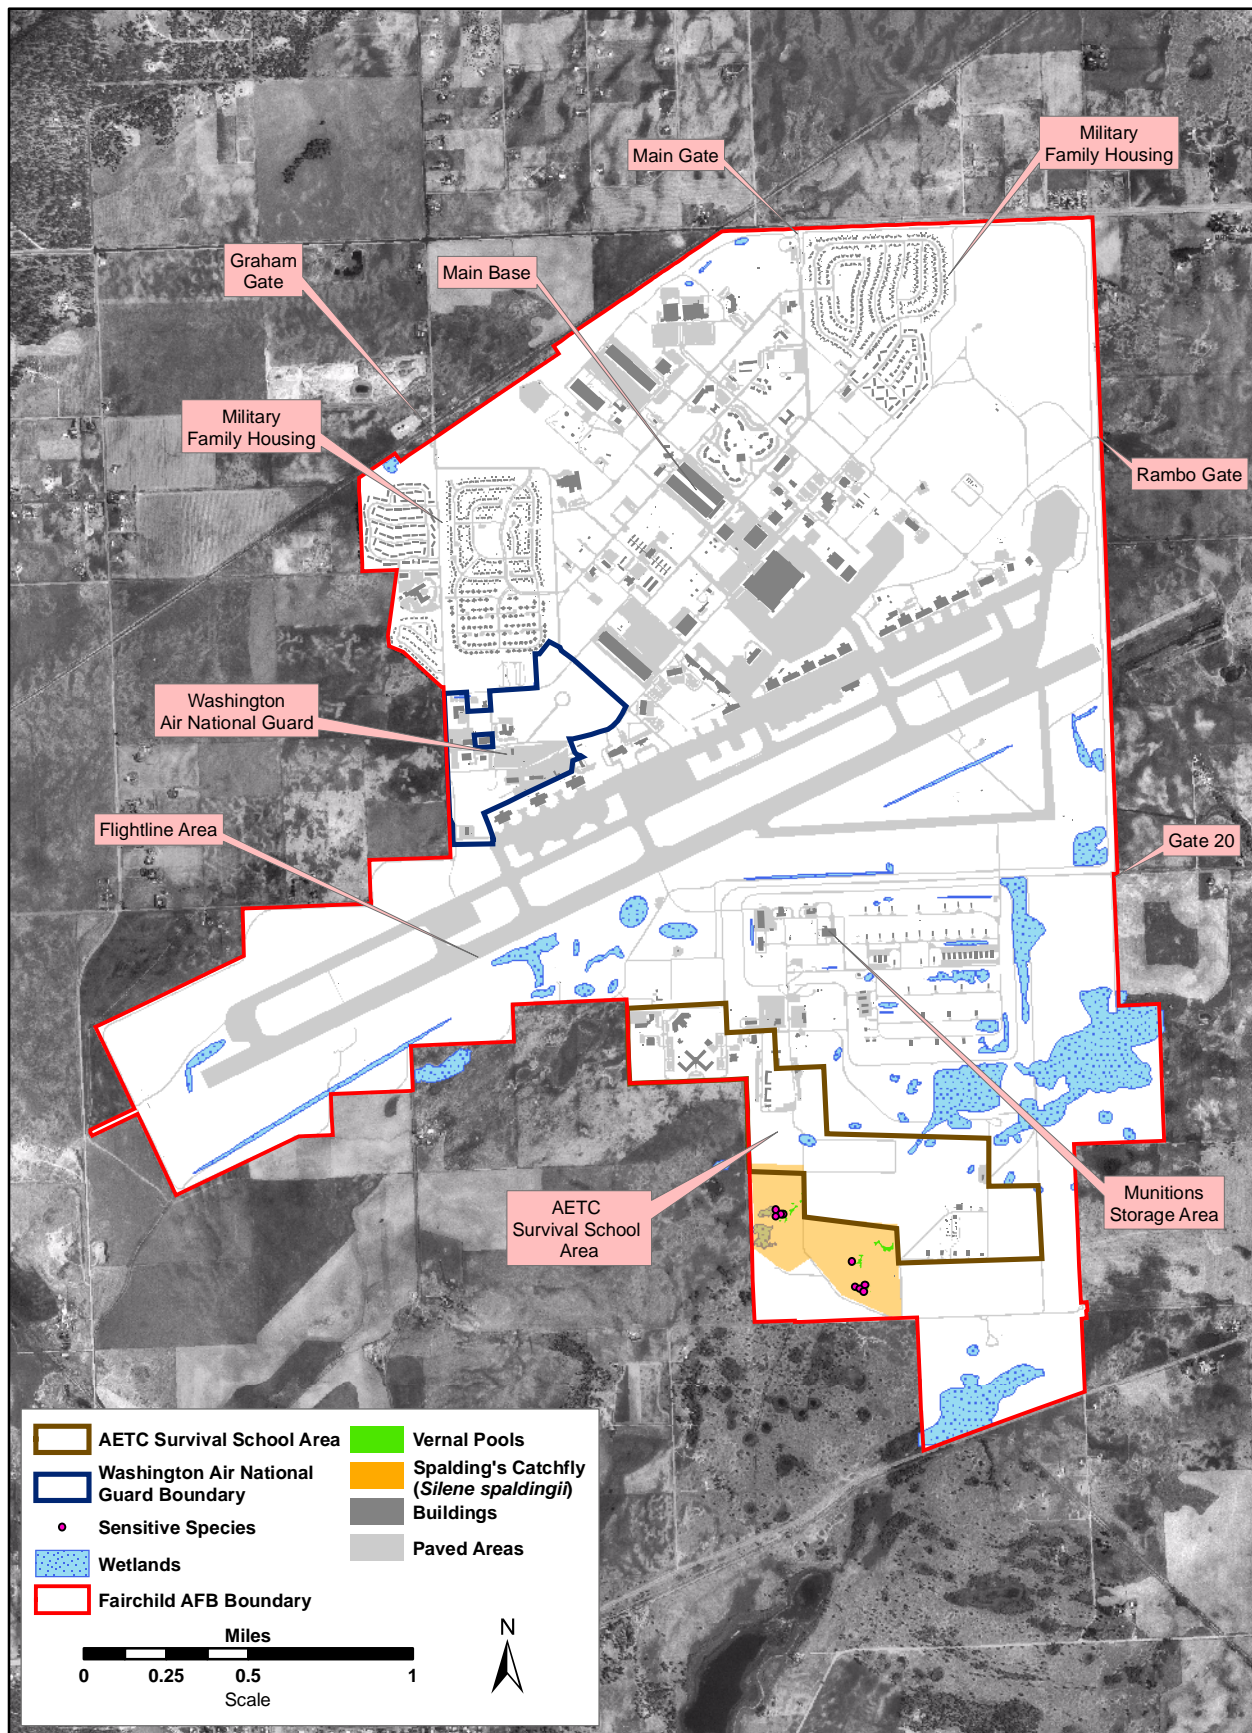 Main Gate
Military
Family Housing
Graham
Gate
Main Base
Military
Family Housing
Rambo Gate
Washington
Air National Guard
Flightline Area
Gate 20
AETC
Survival School
Area
Munitions
Storage Area
AETC Survival School Area
Washington Air National
Guard Boundary
Sensitive Species
Wetlands
Fairchild AFB Boundary
Vernal Pools
Spalding's Catchfly
(Silene spaldingii)
Buildings
Paved Areas
Miles
0 0.25 0.5 1
Scale
N